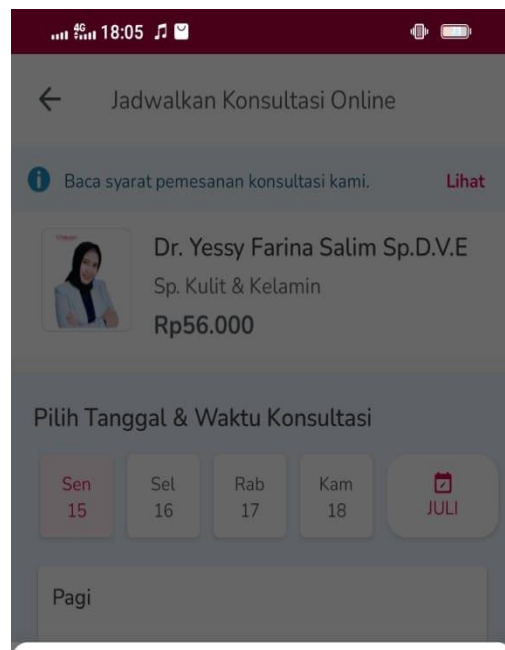 4G 18:05
Jadwalkan Konsultasi Online
Baca syarat pemesanan konsultasi kami. Lihat
Dr. Yessy Farina Salim Sp.D.V.E
Sp. Kulit & Kelamin
Rp56.000
Pilih Tanggal & Waktu Konsultasi
Sen Sel Rab Kam
15 16 17 18 JULI
Pagi